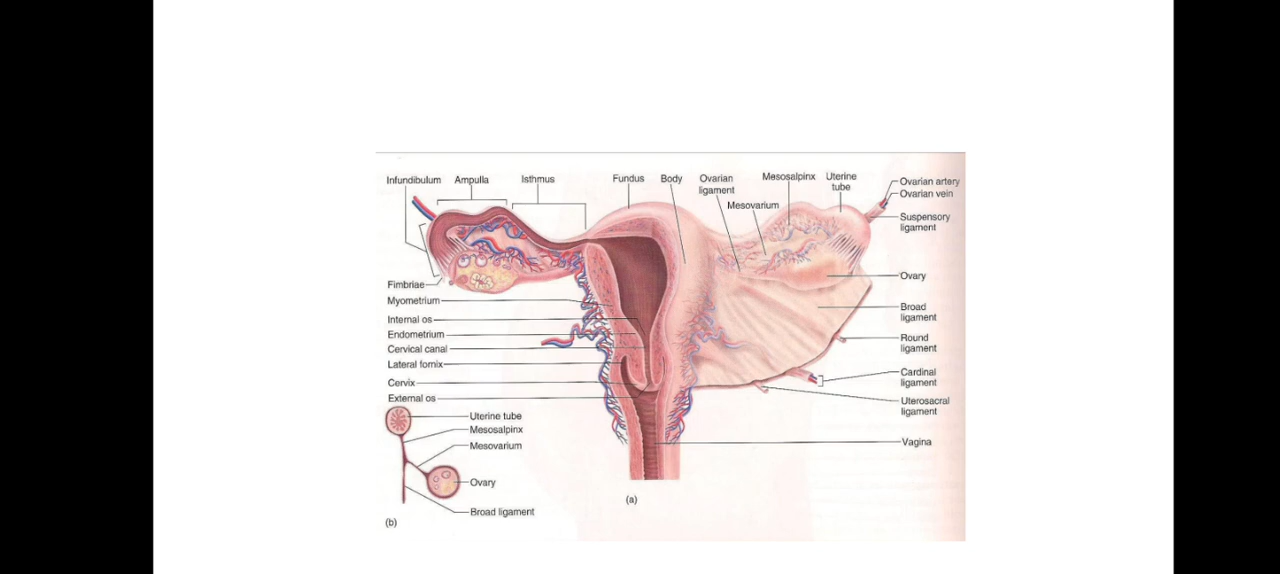 Infundibulum
Ampulla
Isthmus
Fundus
Body
Ovarian
ligament
Mesosalpinx
Uterine
tube
Mesovarium
Ovarian artery
Ovarian vein
Suspensory
ligament
Ovary
Broad
ligament
Round
ligament
Cardinal
ligament
Uterosacral
ligament
Vagina
Fimbriae
Myometrium
Internal os
Endometrium
Cervical canal
Lateral fornix
Cervix
External os
Uterine tube
Mesosalpinx
Mesovarium
Ovary
Broad ligament
(a)
(b)